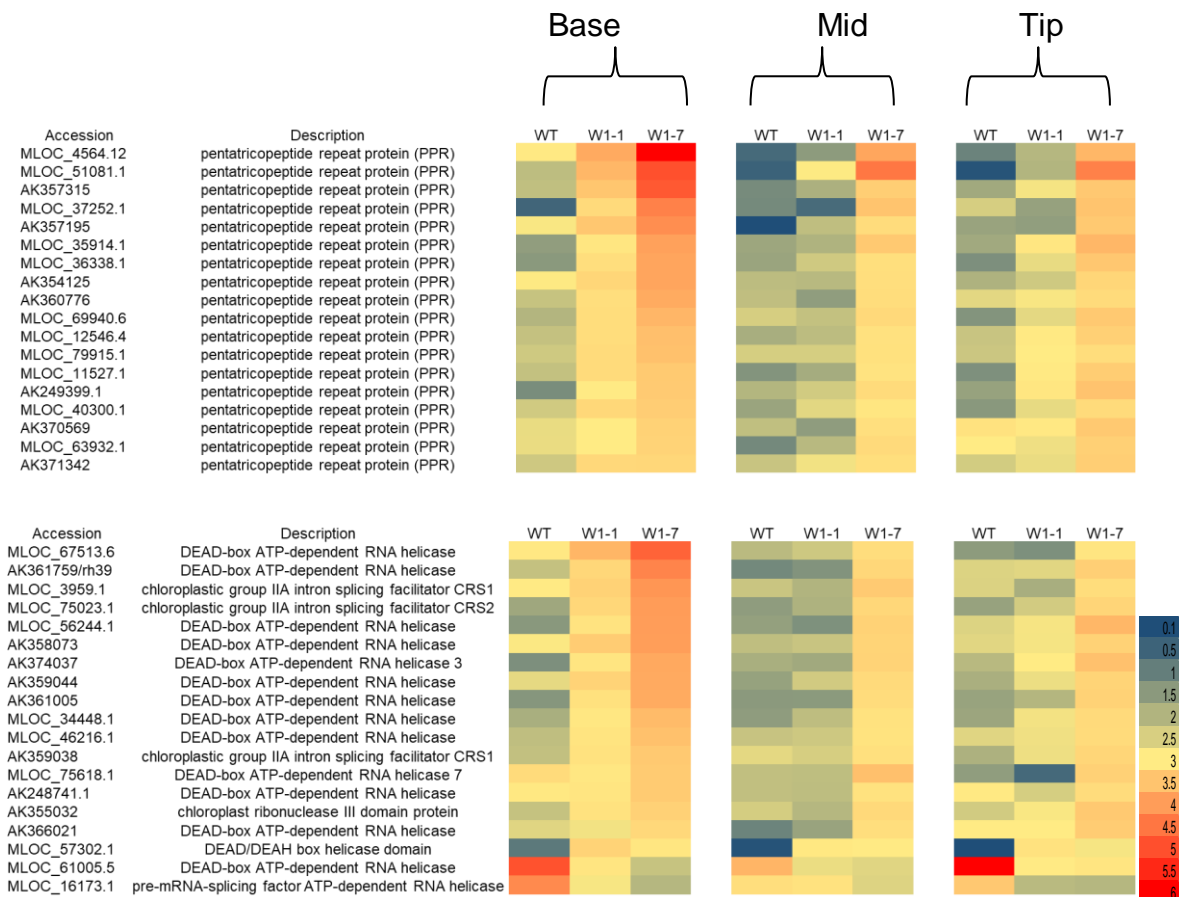 Base Mid Tip
Accession Description WT W1-1 W1-7 WT W1-1 W1-7 WT W1-1 W1-7
MLOC_4564.12 pentatricopeptide repeat protein (PPR)
MLOC_51081.1 pentatricopeptide repeat protein (PPR)
AK357315 pentatricopeptide repeat protein (PPR)
MLOC_37252.1 pentatricopeptide repeat protein (PPR)
AK357195 pentatricopeptide repeat protein (PPR)
MLOC_35914.1 pentatricopeptide repeat protein (PPR)
MLOC_36338.1 pentatricopeptide repeat protein (PPR)
AK354125 pentatricopeptide repeat protein (PPR)
AK360776 pentatricopeptide repeat protein (PPR)
MLOC_69940.6 pentatricopeptide repeat protein (PPR)
MLOC_12546.4 pentatricopeptide repeat protein (PPR)
MLOC_79915.1 pentatricopeptide repeat protein (PPR)
MLOC_11527.1 pentatricopeptide repeat protein (PPR)
AK249399.1 pentatricopeptide repeat protein (PPR)
MLOC_40300.1 pentatricopeptide repeat protein (PPR)
AK370569 pentatricopeptide repeat protein (PPR)
MLOC_63932.1 pentatricopeptide repeat protein (PPR)
AK371342 pentatricopeptide repeat protein (PPR)
Accession Description WT W1-1 W1-7 WT W1-1 W1-7 WT W1-1 W1-7
MLOC_67513.6 DEAD-box ATP-dependent RNA helicase
AK361759/rh39 DEAD-box ATP-dependent RNA helicase
MLOC_3959.1 chloroplastic group IIA intron splicing facilitator CRS1
MLOC_75023.1 chloroplastic group IIA intron splicing facilitator CRS2
MLOC_56244.1 DEAD-box ATP-dependent RNA helicase
AK358073 DEAD-box ATP-dependent RNA helicase
AK374037 DEAD-box ATP-dependent RNA helicase 3
AK359044 DEAD-box ATP-dependent RNA helicase
AK361005 DEAD-box ATP-dependent RNA helicase
MLOC_34448.1 DEAD-box ATP-dependent RNA helicase
MLOC_46216.1 DEAD-box ATP-dependent RNA helicase
AK359038 chloroplastic group IIA intron splicing facilitator CRS1
MLOC_75618.1 DEAD-box ATP-dependent RNA helicase 7
AK248741.1 DEAD-box ATP-dependent RNA helicase
AK355032 chloroplast ribonuclease III domain protein
AK366021 DEAD-box ATP-dependent RNA helicase
MLOC_57302.1 DEAD/DEAH box helicase domain
MLOC_61005.5 DEAD-box ATP-dependent RNA helicase
MLOC_16173.1 pre-mRNA-splicing factor ATP-dependent RNA helicase
0.1
0.5
1
1.5
2
2.5
3
3.5
4
4.5
5
5.5
6